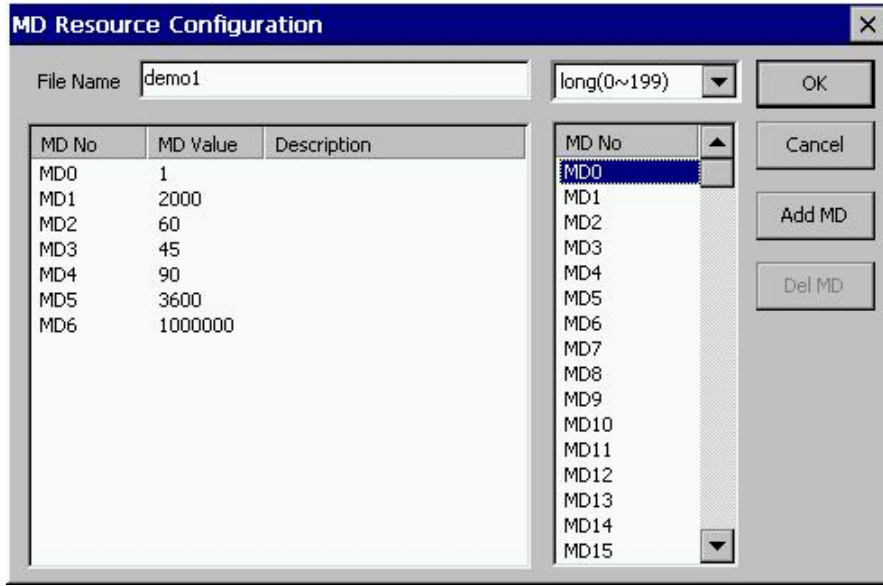 MD Resource Configuration
File Name demo1 long(0~199) OK
MD No MD Value Description
MD0 1
MD1 2000
MD2 60
MD3 45
MD4 90
MD5 3600
MD6 1000000
MD No
MD0
MD1
MD2
MD3
MD4
MD5
MD6
MD7
MD8
MD9
MD10
MD11
MD12
MD13
MD14
MD15
Cancel
Add MD
Del MD